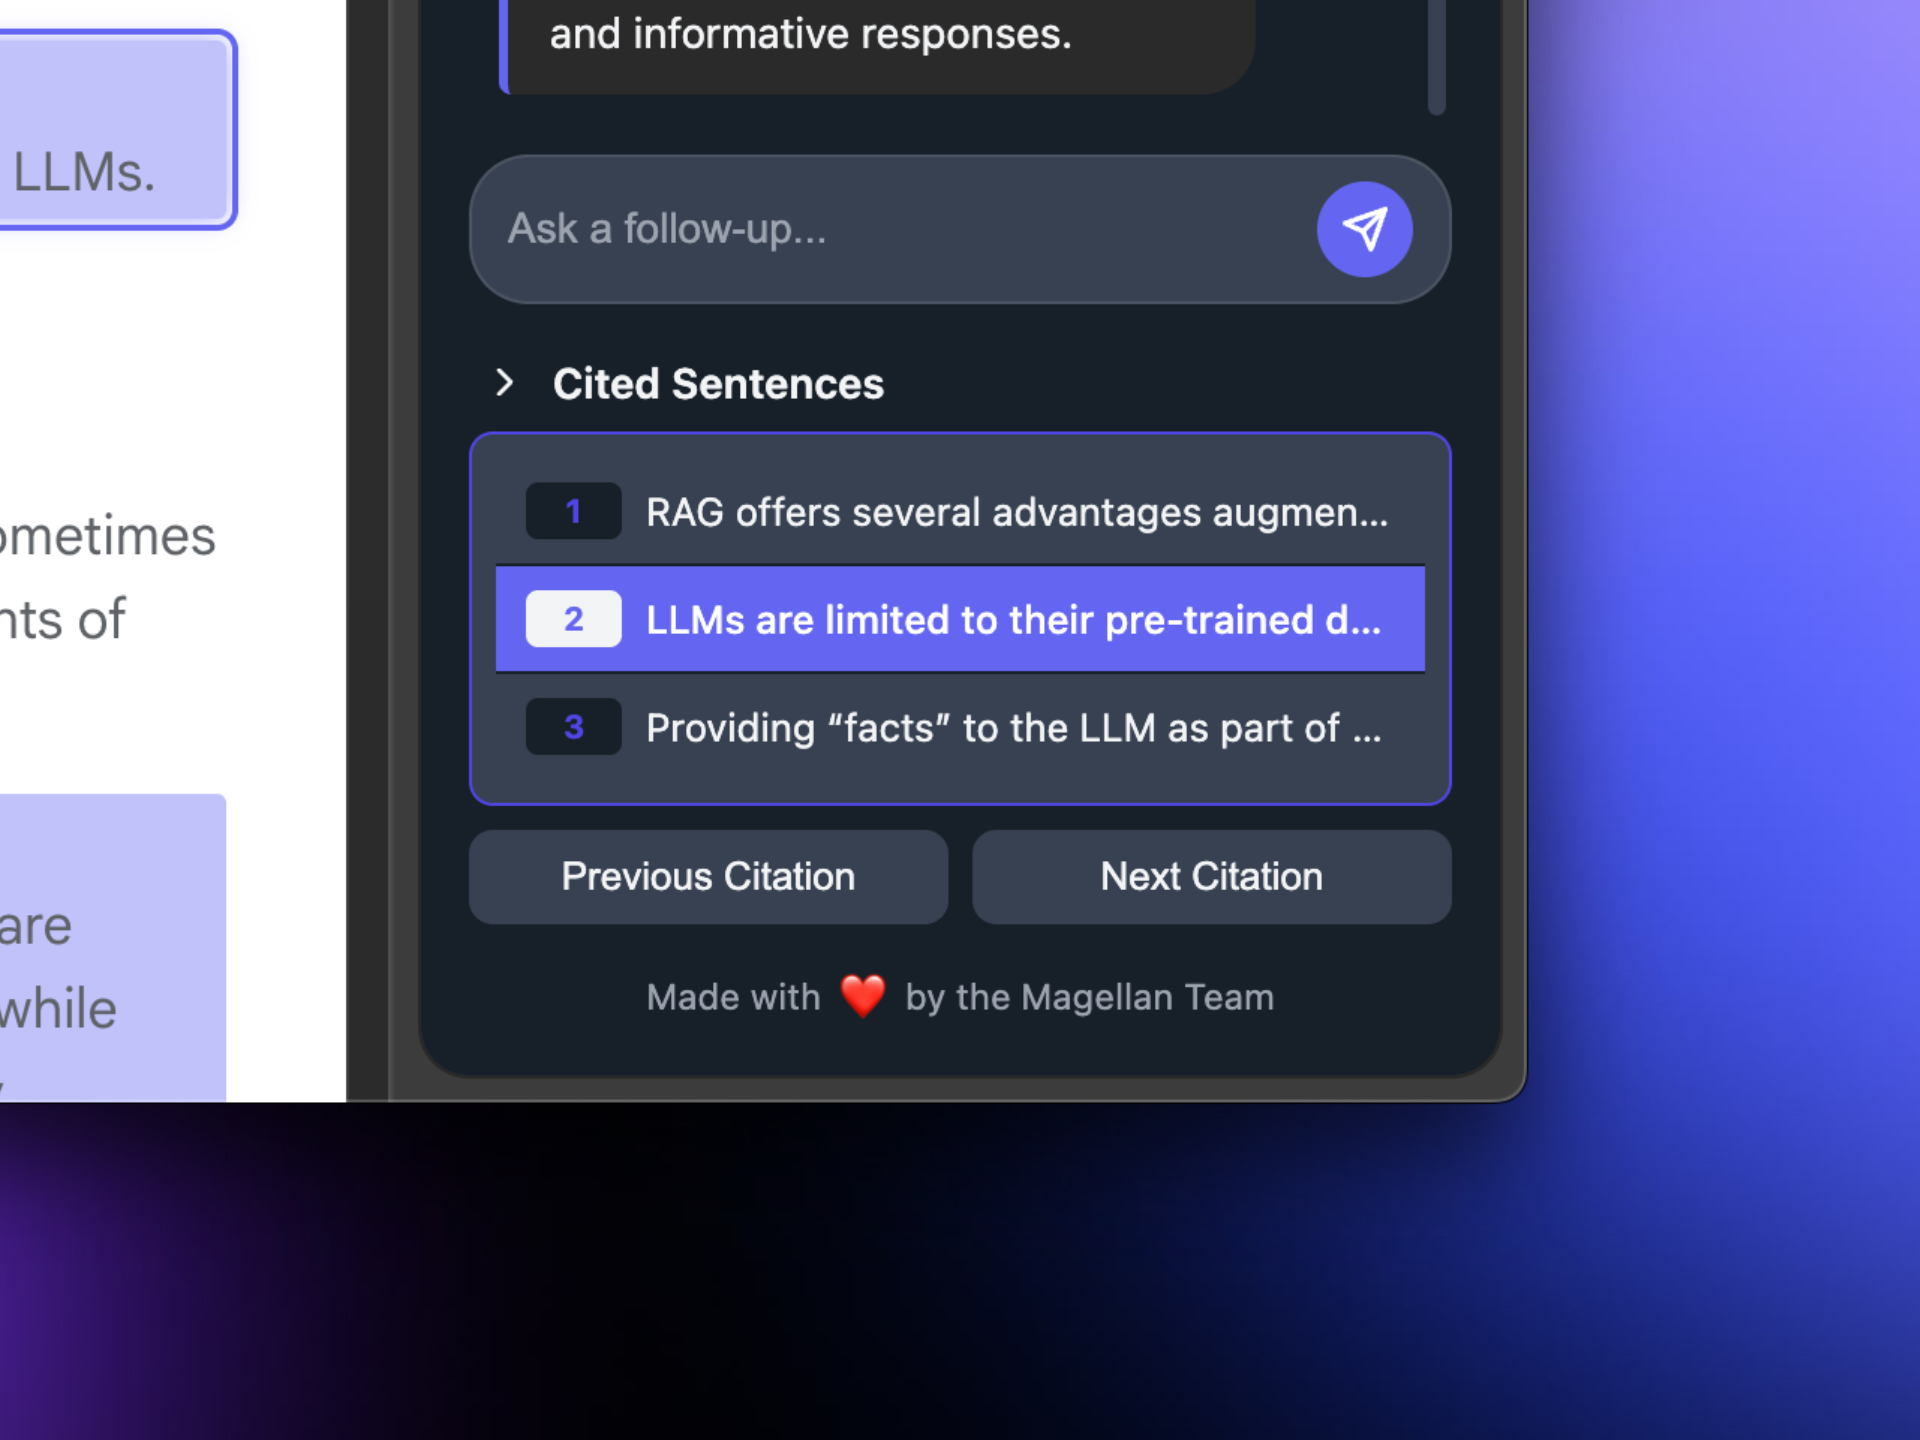 LLMs.
ometimes
nts of
are
while
and informative responses.
Ask a follow-up...
Cited Sentences
1 RAG offers several advantages augmen...
2 LLMs are limited to their pre-trained d...
3 Providing “facts” to the LLM as part of ...
Previous Citation Next Citation
Made with ❤️ by the Magellan Team